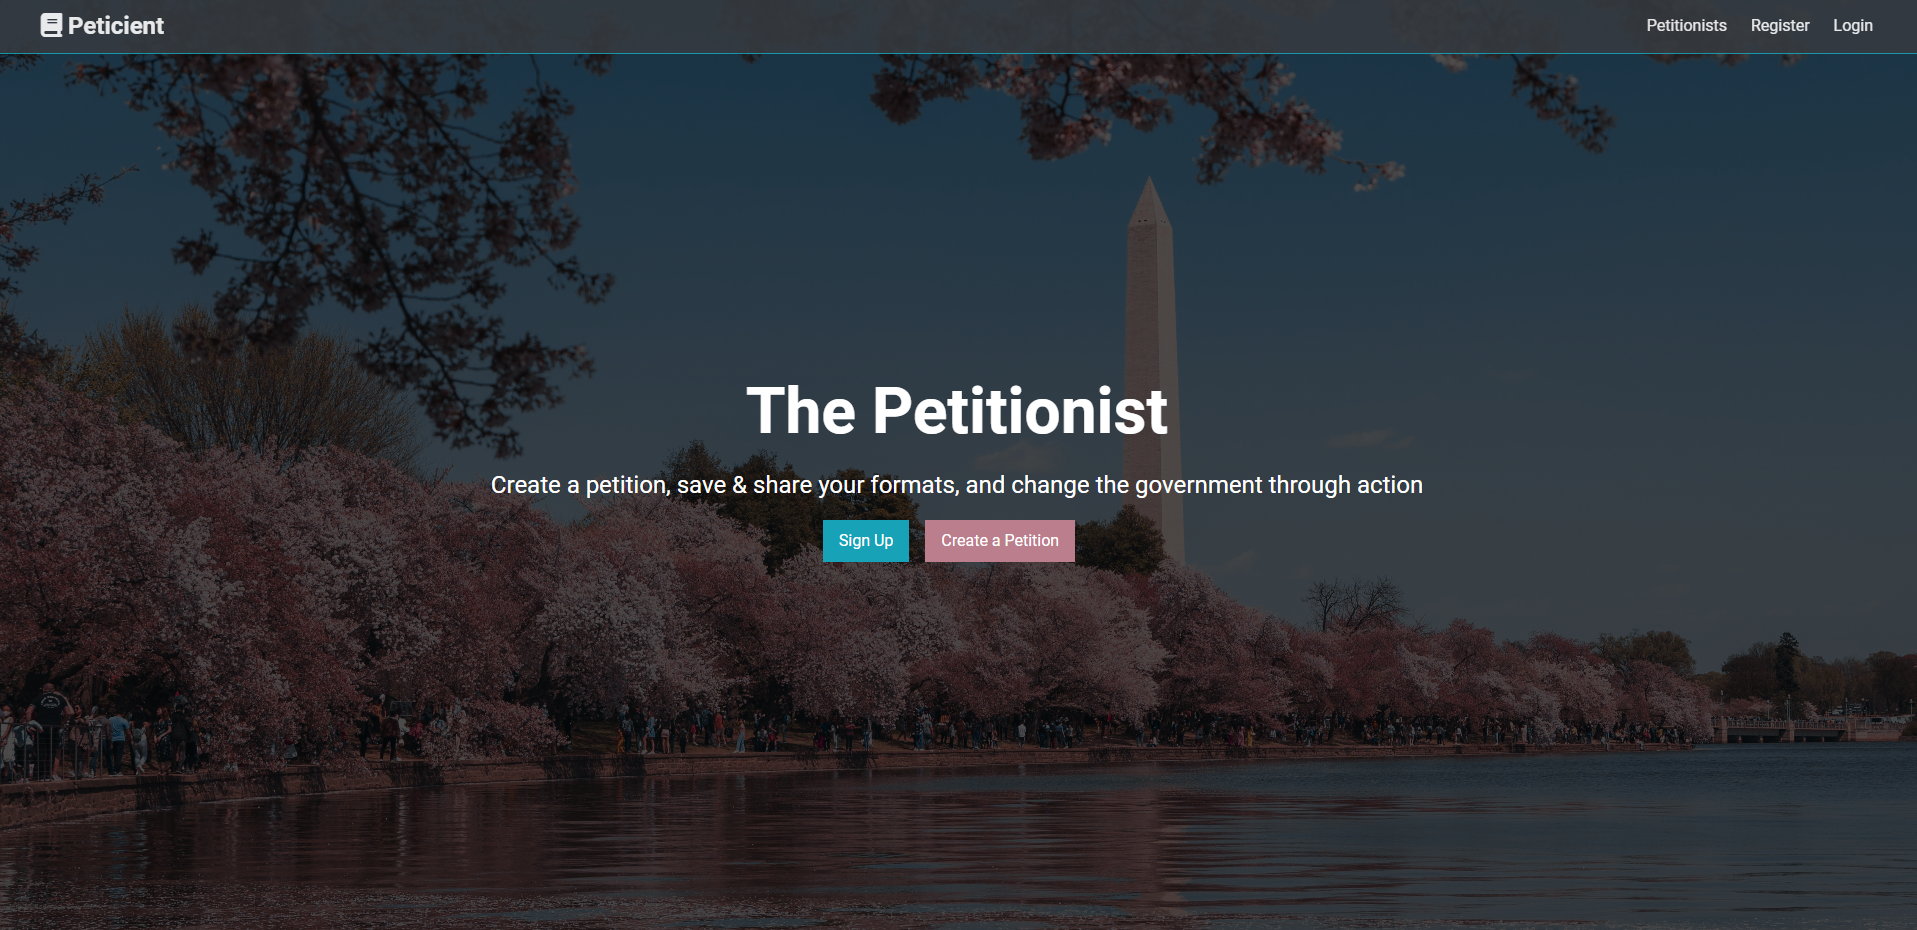 Peticient
Petitionists Register Login
The Petitionist
Create a petition, save & share your formats, and change the government through action
Sign Up Create a Petition